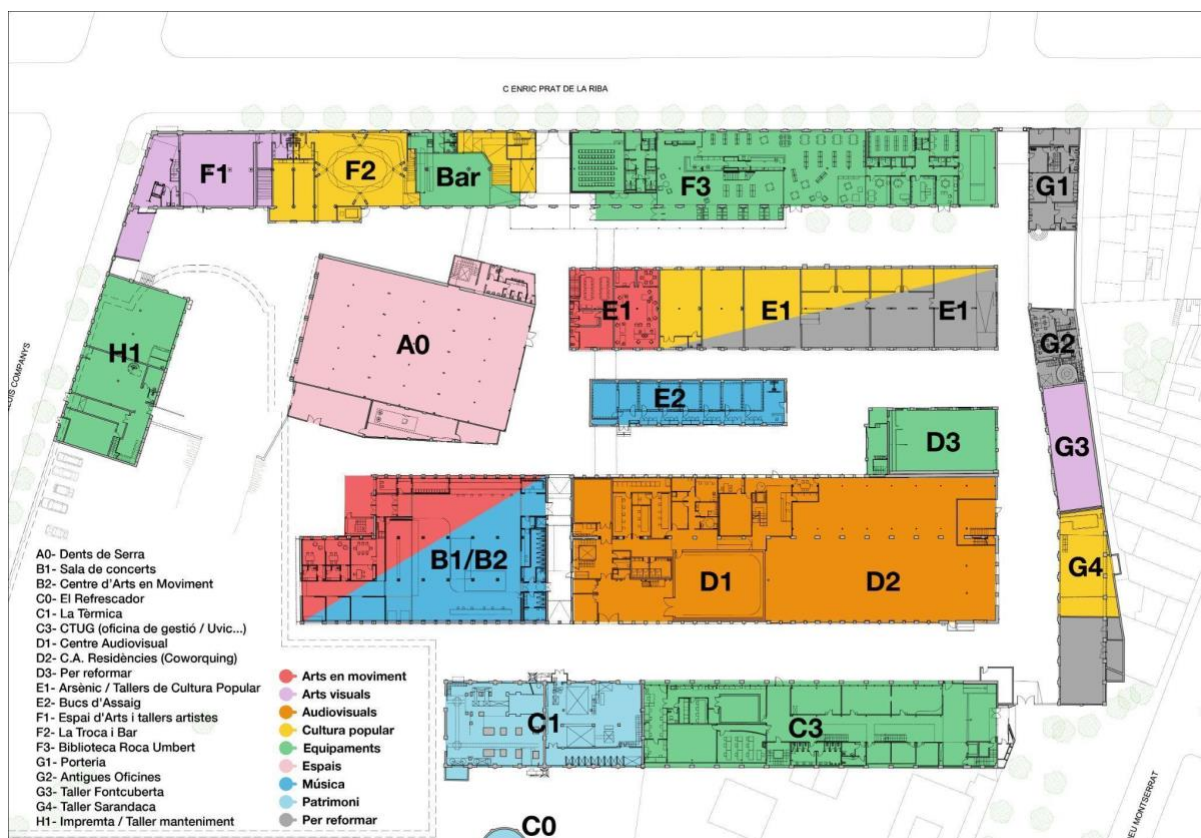 C ENRIC PRAT DE LA RIBA
F1
F2
Bar
F3
G1
H1
A0
E1
E1
E1
G2
E2
D3
G3
B1/B2
D1
D2
G4
C1
C3
C0
LLUIS COMPANYS
DEU MONTSERRAT
A0- Dents de Serra
B1- Sala de concerts
B2- Centre d'Arts en Moviment
C0- El Refrescador
C1- La Tèrmica
C3- CTUG (oficina de gestió / Uvic...)
D1- Centre Audiovisual
D2- C.A. Residències (Coworquing)
D3- Per reformar
E1- Arsènic / Tallers de Cultura Popular
E2- Bucs d'Assaig
F1- Espai d'Arts i tallers artistes
F2- La Troca i Bar
F3- Biblioteca Roca Umbert
G1- Porteria
G2- Antigues Oficines
G3- Taller Fontcuberta
G4- Taller Sarandaca
H1- Impremta / Taller manteniment
Arts en moviment
Arts visuals
Audiovisuals
Cultura popular
Equipaments
Espais
Música
Patrimoni
Per reformar